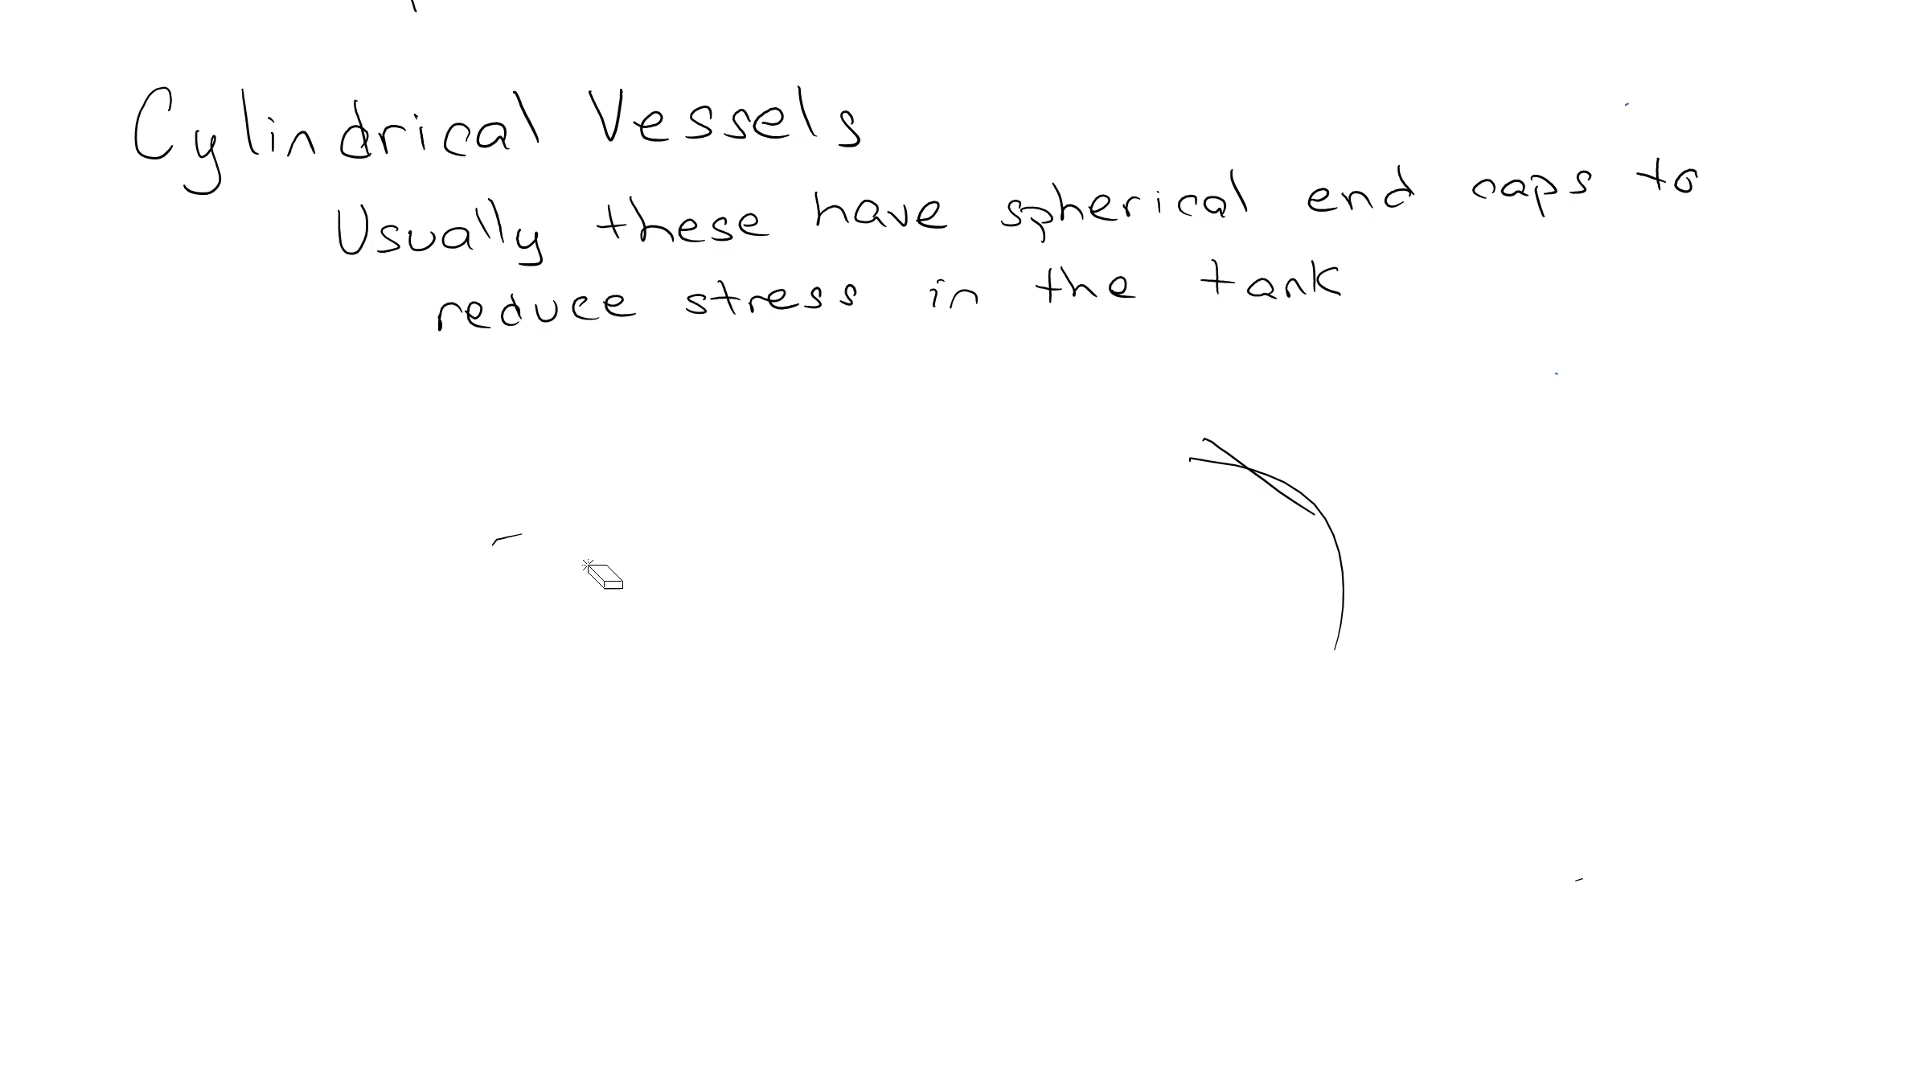 Cylindrical Vessels
Usually these have spherical end caps to
reduce stress in the tank